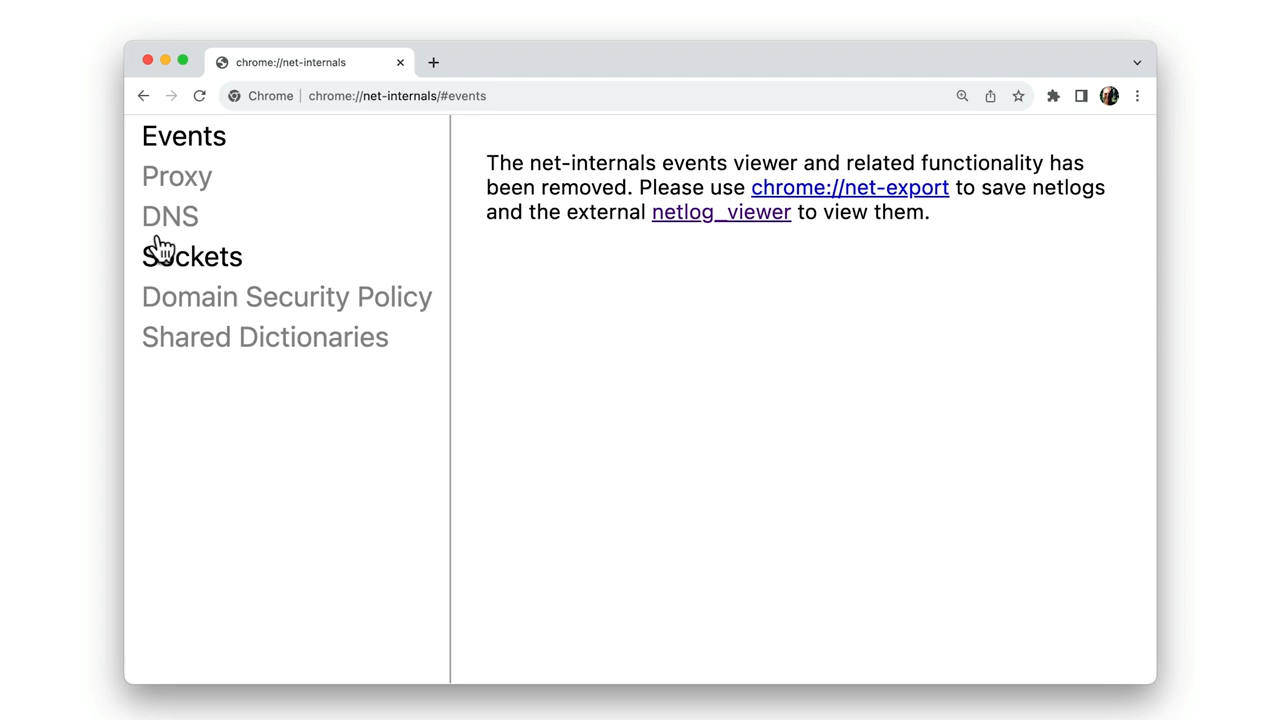 chrome://net-internals
Chrome chrome://net-internals/#events
Events
Proxy
DNS
Sockets
Domain Security Policy
Shared Dictionaries
The net-internals events viewer and related functionality has
been removed. Please use chrome://net-export to save netlogs
and the external netlog_viewer to view them.